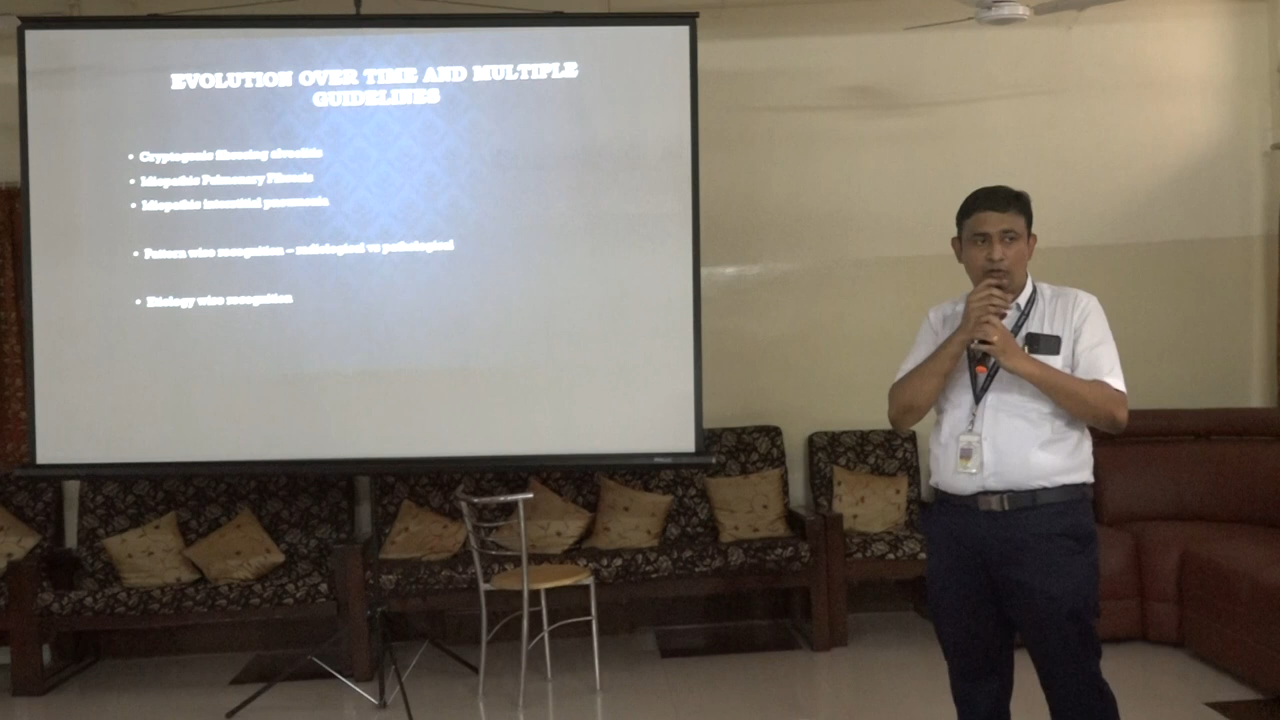 EVOLUTION OVER TIME AND MULTIPLE
GUIDELINES
• Cryptogenic fibrosing alveolitis
• Idiopathic Pulmonary Fibrosis
• Idiopathic interstitial pneumonia
• Pattern wise recognition – radiological vs pathological
• Etiology wise recognition